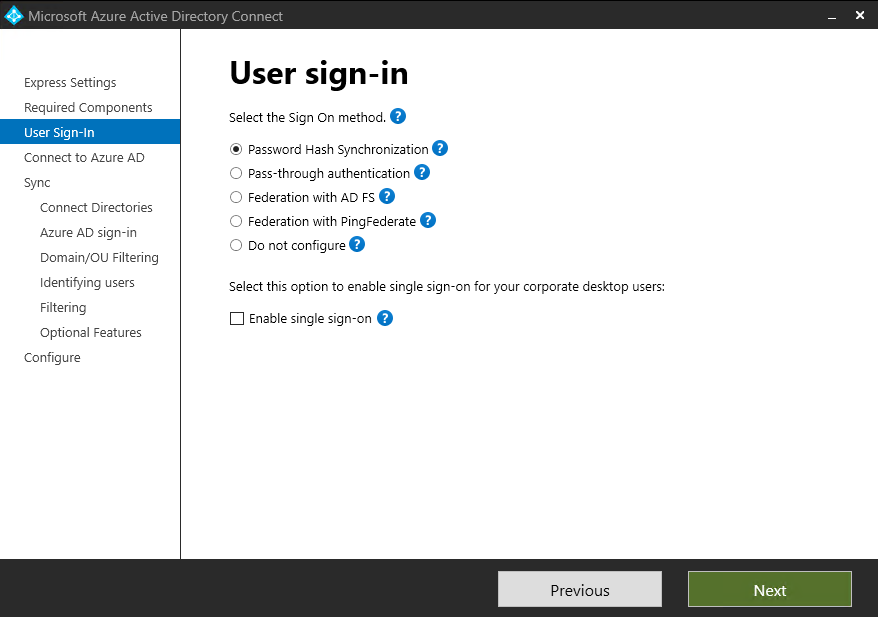 Microsoft Azure Active Directory Connect
Express Settings
Required Components
User Sign-In
Connect to Azure AD
Sync
Connect Directories
Azure AD sign-in
Domain/OU Filtering
Identifying users
Filtering
Optional Features
Configure
User sign-in
Select the Sign On method. ?
Password Hash Synchronization ?
Pass-through authentication ?
Federation with AD FS ?
Federation with PingFederate ?
Do not configure ?
Select this option to enable single sign-on for your corporate desktop users:
Enable single sign-on ?
Previous
Next